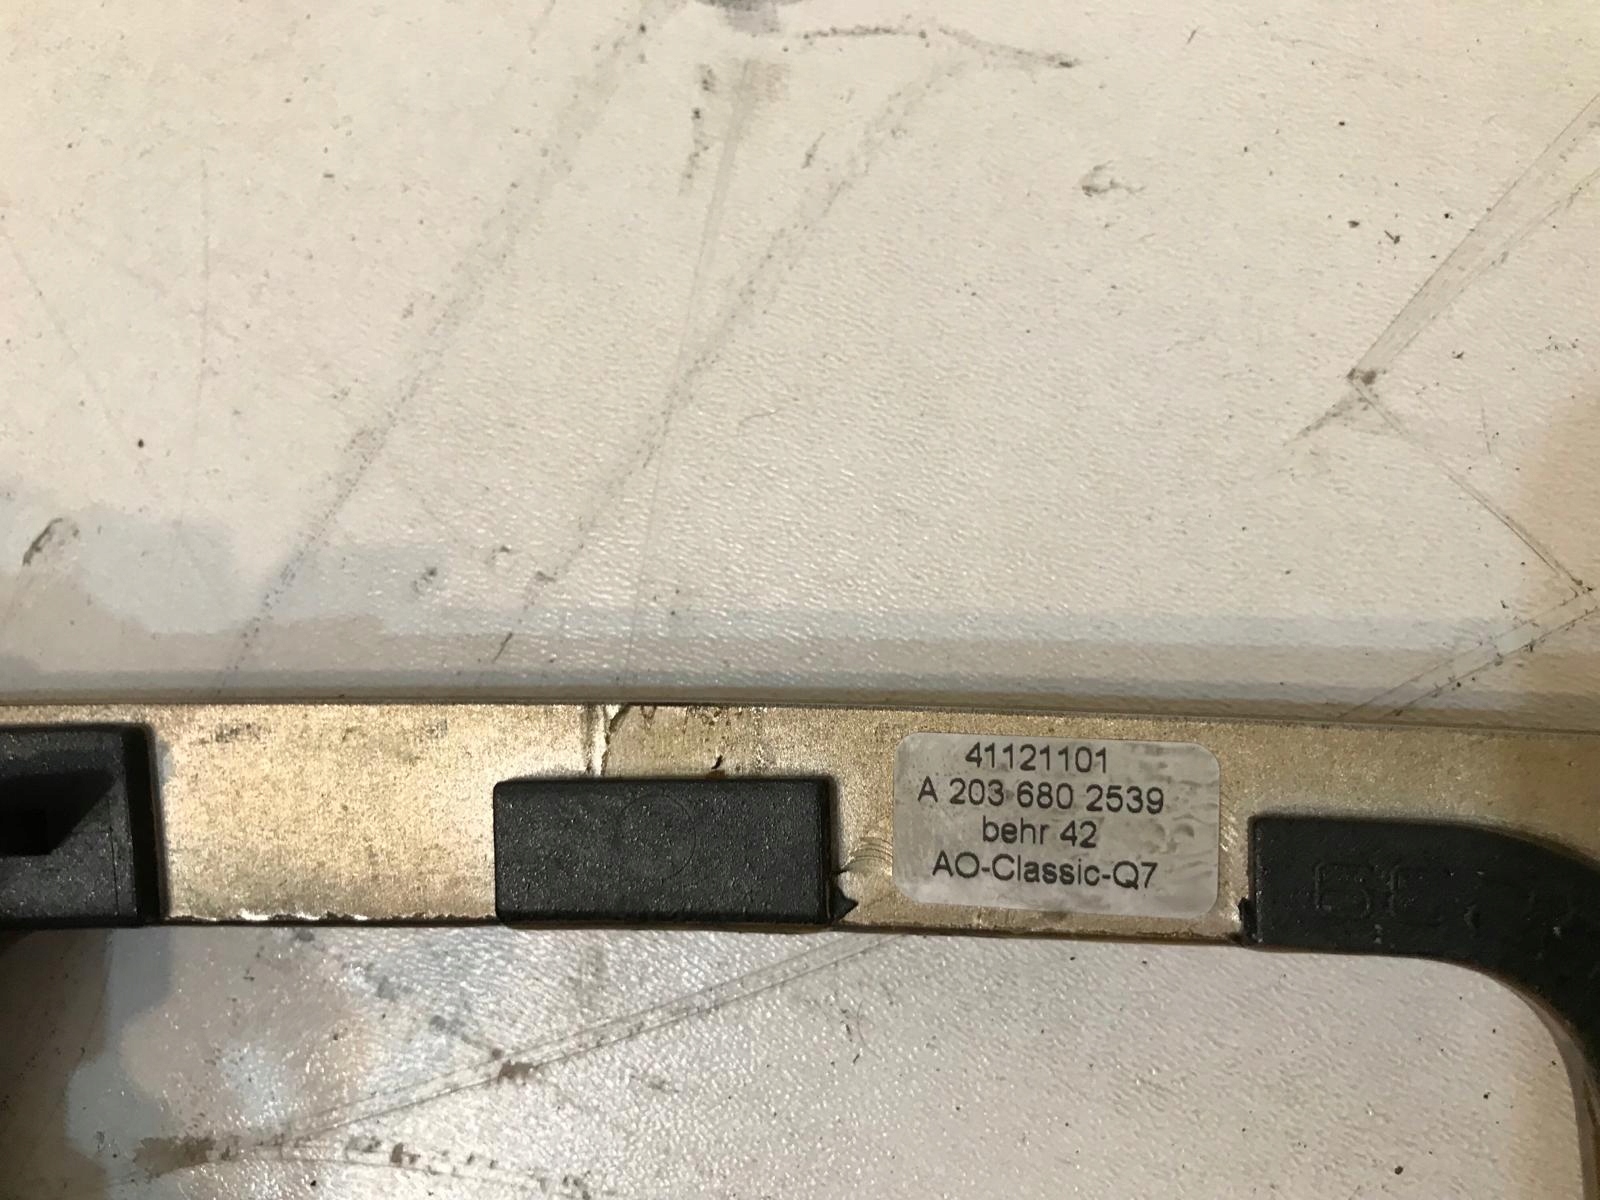 41121101
A 203 680 2539
behr 42
AO-Classic-Q7